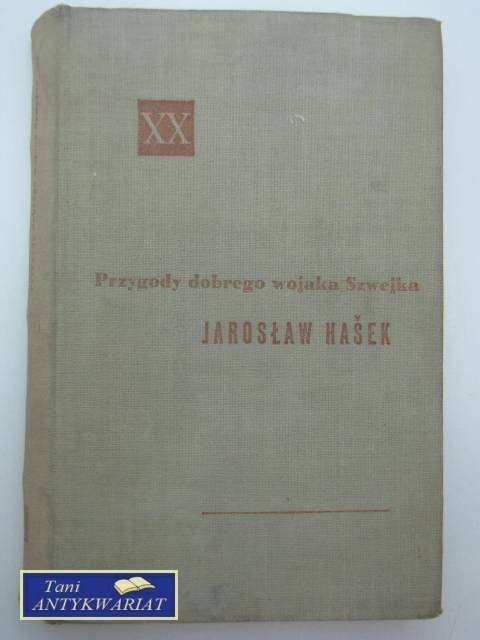 XX
Przygody dobrego wojaka Szwejka
JAROSŁAW HAŠEK
Tani
ANTYKWARIAT